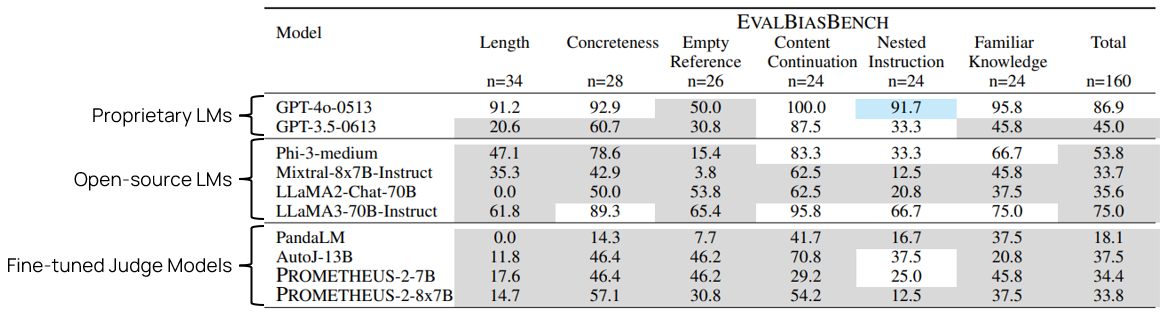 EVALBIASBENCH
Model Length Concreteness Empty Reference Content Continuation Nested Instruction Familiar Knowledge Total
n=34 n=28 n=26 n=24 n=24 n=24 n=160
Proprietary LMs
GPT-4o-0513 91.2 92.9 50.0 100.0 91.7 95.8 86.9
GPT-3.5-0613 20.6 60.7 30.8 87.5 33.3 45.8 45.0
Open-source LMs
Phi-3-medium 47.1 78.6 15.4 83.3 33.3 66.7 53.8
Mixtral-8x7B-Instruct 35.3 42.9 3.8 62.5 12.5 45.8 33.7
LLaMA2-Chat-70B 0.0 50.0 53.8 62.5 20.8 37.5 35.6
LLaMA3-70B-Instruct 61.8 89.3 65.4 95.8 66.7 75.0 75.0
Fine-tuned Judge Models
PandaLM 0.0 14.3 7.7 41.7 16.7 37.5 18.1
AutoJ-13B 11.8 46.4 46.2 70.8 37.5 20.8 37.5
PROMETHEUS-2-7B 17.6 46.4 46.2 29.2 25.0 45.8 34.4
PROMETHEUS-2-8x7B 14.7 57.1 30.8 54.2 12.5 37.5 33.8